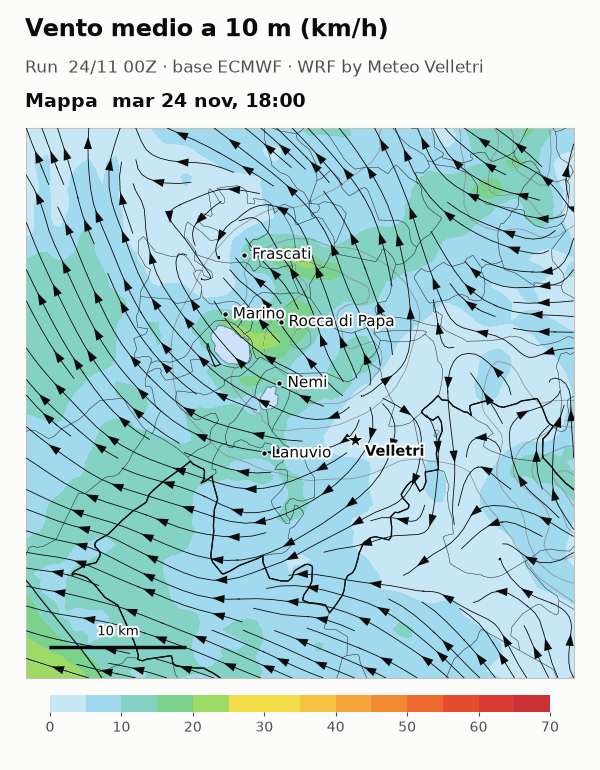 Vento medio a 10 m (km/h)
Run  24/11 00Z · base ECMWF · WRF by Meteo Velletri
Mappa  mar 24 nov, 18:00
Frascati
Marino
Rocca di Papa
Nemi
Velletri
Lanuvio
10 km
0 10 20 30 40 50 60 70